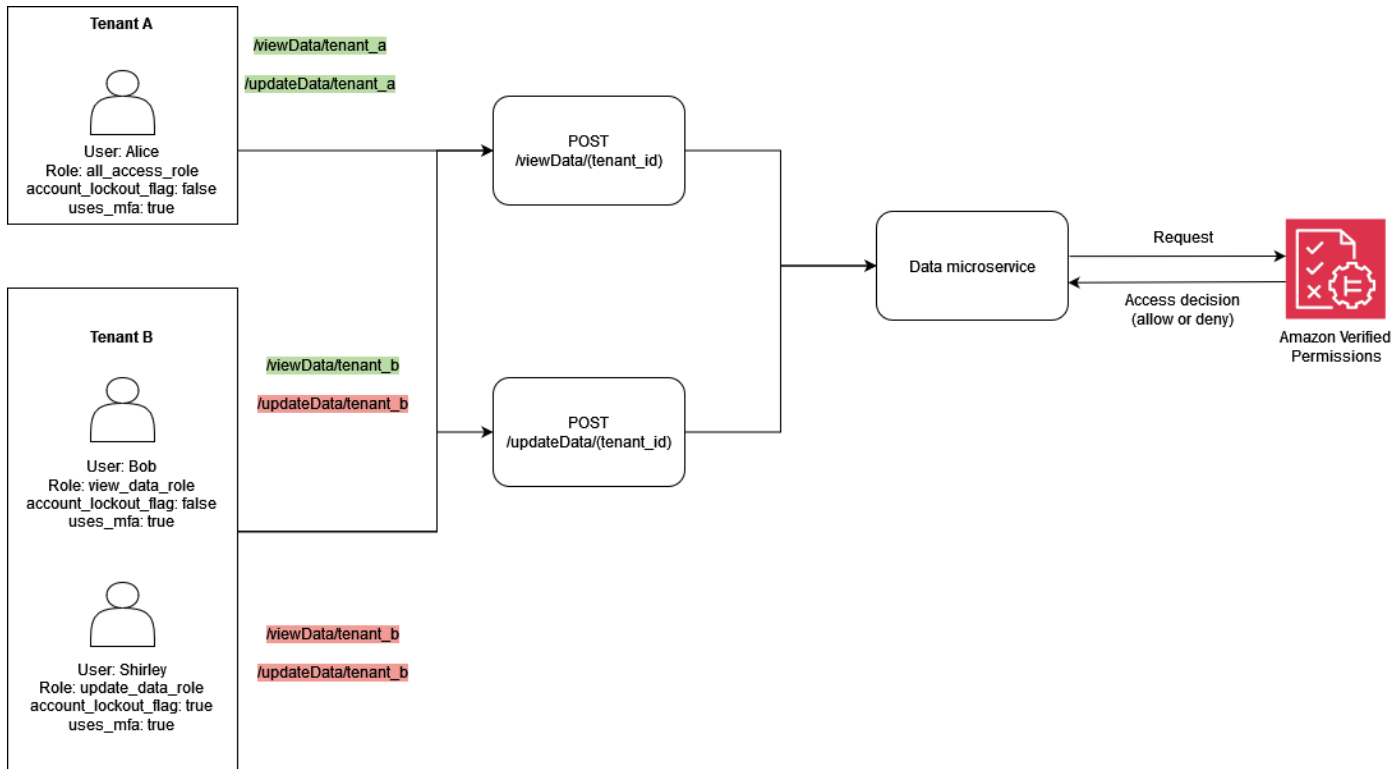 Tenant A
User: Alice
Role: all_access_role
account_lockout_flag: false
uses_mfa: true
/viewData/tenant_a
/updateData/tenant_a
Tenant B
User: Bob
Role: view_data_role
account_lockout_flag: false
uses_mfa: true
/viewData/tenant_b
/updateData/tenant_b
User: Shirley
Role: update_data_role
account_lockout_flag: true
uses_mfa: true
/viewData/tenant_b
/updateData/tenant_b
POST
/viewData/(tenant_id)
POST
/updateData/(tenant_id)
Data microservice
Request
Access decision
(allow or deny)
Amazon Verified
Permissions